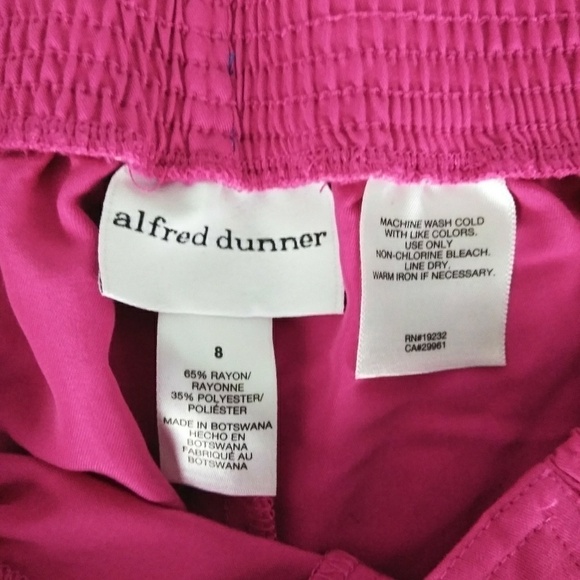 alfred dunner
8
65% RAYON/
RAYONNE
35% POLYESTER/
POLIÉSTER
MADE IN BOTSWANA
HECHO EN
BOTSWANA
FABRIQUÉ AU
BOTSWANA
MACHINE WASH COLD
WITH LIKE COLORS.
USE ONLY
NON-CHLORINE BLEACH.
LINE DRY.
WARM IRON IF NECESSARY.
RN#19232
CA#29961